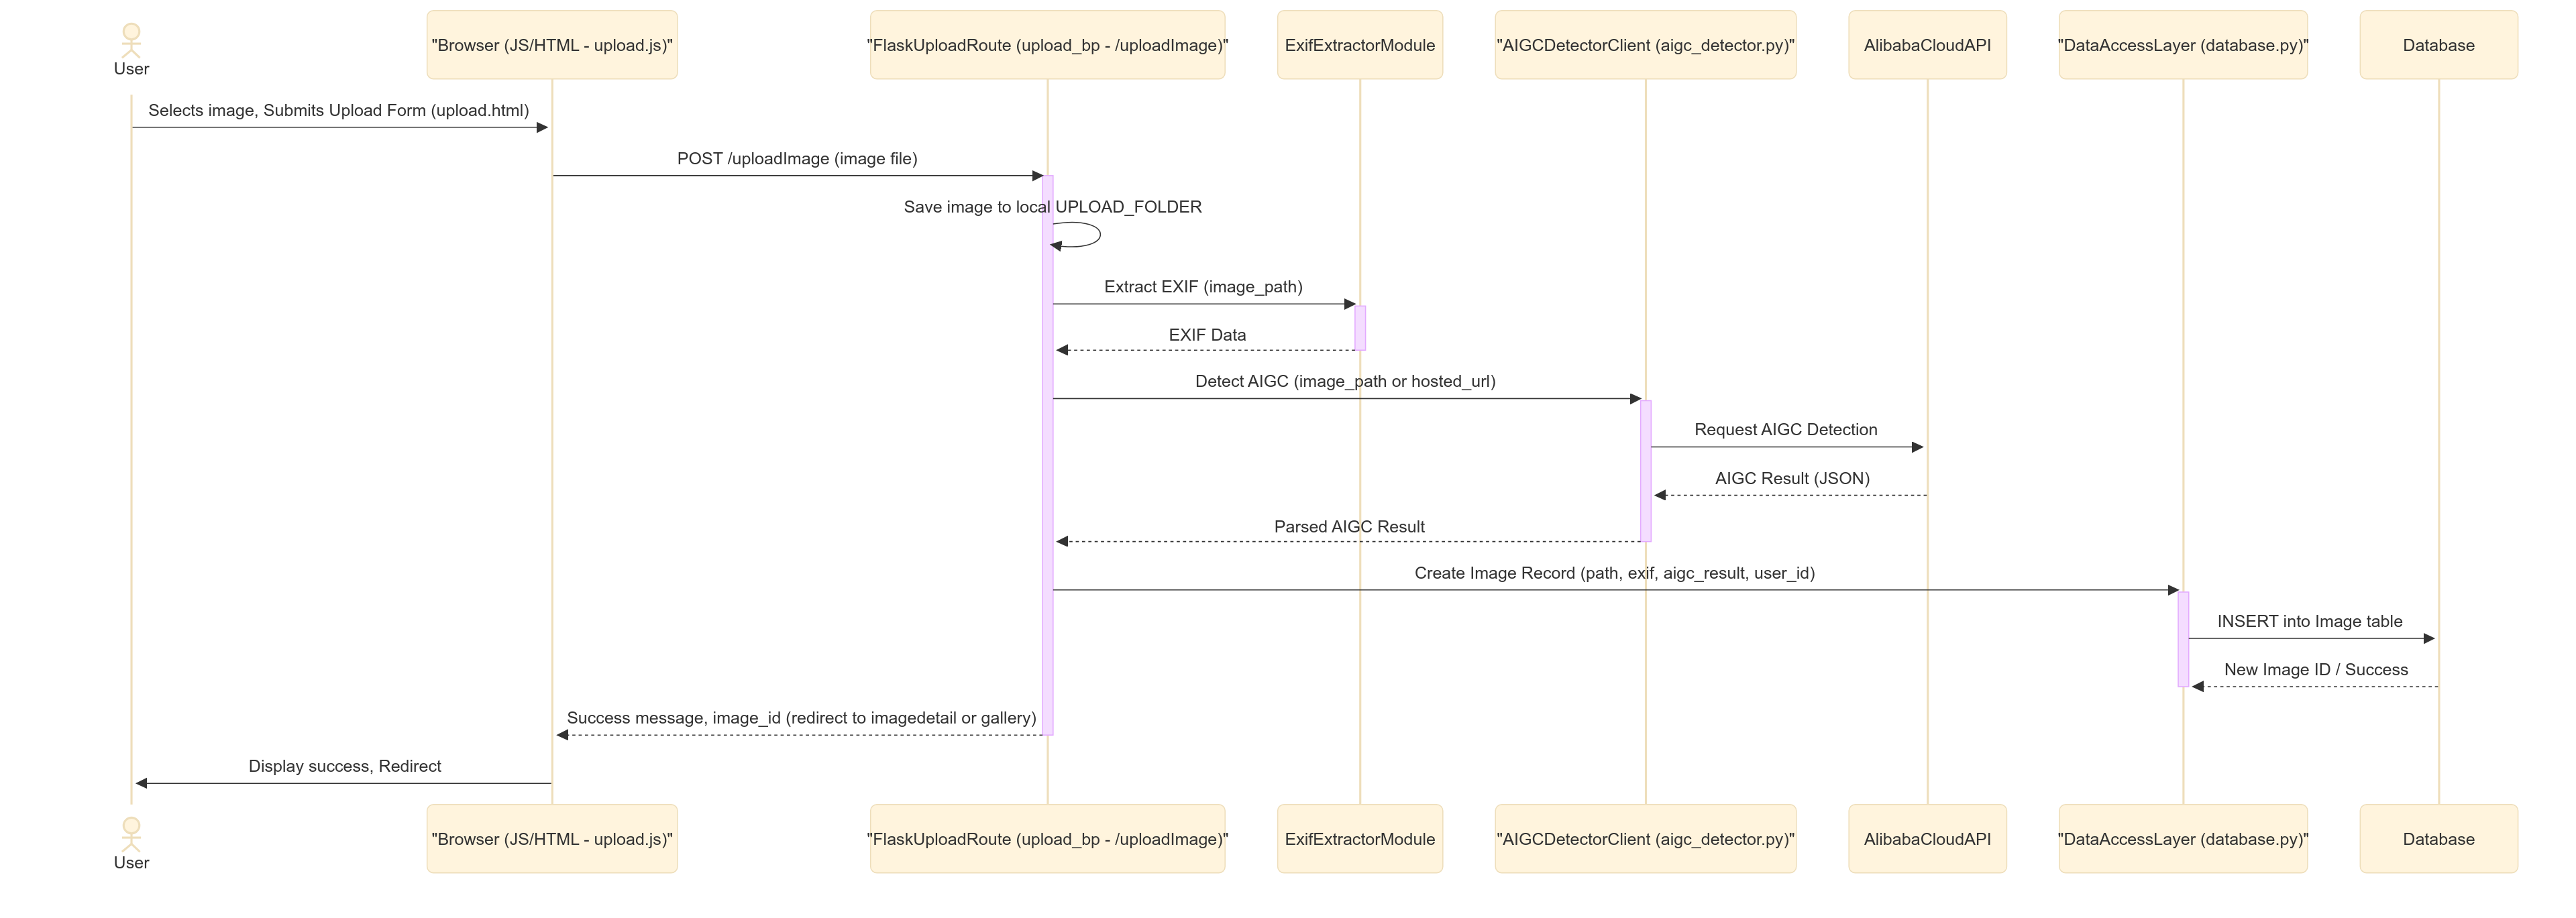 User
"Browser (JS/HTML - upload.js)"
"FlaskUploadRoute (upload_bp - /uploadImage)"
ExifExtractorModule
"AIGCDetectorClient (aigc_detector.py)"
AlibabaCloudAPI
"DataAccessLayer (database.py)"
Database
Selects image, Submits Upload Form (upload.html)
POST /uploadImage (image file)
Save image to local UPLOAD_FOLDER
Extract EXIF (image_path)
EXIF Data
Detect AIGC (image_path or hosted_url)
Request AIGC Detection
AIGC Result (JSON)
Parsed AIGC Result
Create Image Record (path, exif, aigc_result, user_id)
INSERT into Image table
New Image ID / Success
Success message, image_id (redirect to imagedetail or gallery)
Display success, Redirect
User
"Browser (JS/HTML - upload.js)"
"FlaskUploadRoute (upload_bp - /uploadImage)"
ExifExtractorModule
"AIGCDetectorClient (aigc_detector.py)"
AlibabaCloudAPI
"DataAccessLayer (database.py)"
Database